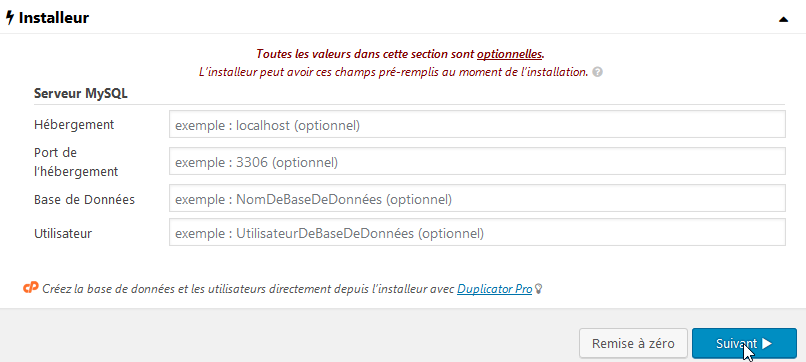 Installeur
Toutes les valeurs dans cette section sont optionnelles.
L'installeur peut avoir ces champs pré-remplis au moment de l'installation. ?
Serveur MySQL
Hébergement
exemple : localhost (optionnel)
Port de
l'hébergement
exemple : 3306 (optionnel)
Base de Données
exemple : NomDeBaseDeDonnées (optionnel)
Utilisateur
exemple : UtilisateurDeBaseDeDonnées (optionnel)
cP Créez la base de données et les utilisateurs directement depuis l'installeur avec Duplicator Pro
Remise à zéro
Suivant